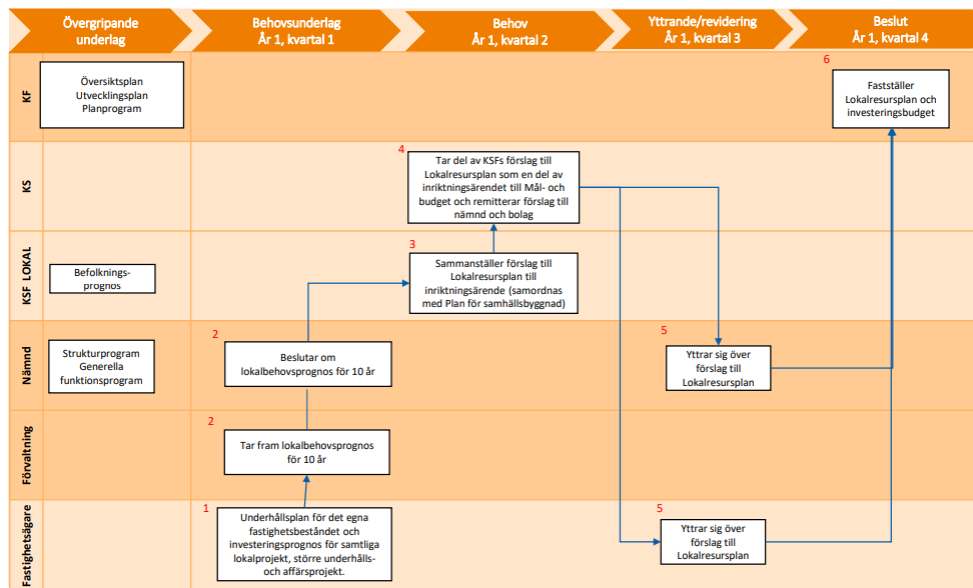 Övergripande
underlag
Behovsunderlag
År 1, kvartal 1
Behov
År 1, kvartal 2
Yttrande/revidering
År 1, kvartal 3
Beslut
År 1, kvartal 4
KF
Översiktsplan
Utvecklingsplan
Planprogram
6
Fastställer
Lokalresursplan och
investeringsbudget
KS
4
Tar del av KSFs förslag till
Lokalresursplan som en del av
inriktningsärendet till Mål- och
budget och remitterar förslag till
nämnd och bolag
KSF LOKAL
Befolknings-
prognos
3
Sammanställer förslag till
Lokalresursplan till
inriktningsärende (samordnas
med Plan för samhällsbyggnad)
Nämnd
Strukturprogram
Generella
funktionsprogram
2
Beslutar om
lokalbehovsprognos för 10 år
5
Yttrar sig över
förslag till
Lokalresursplan
Förvaltning
2
Tar fram lokalbehovsprognos
för 10 år
Fastighetsägare
1
Underhållsplan för det egna
fastighetsbeståndet och
investeringsprognos för samtliga
lokalprojekt, större underhålls-
och affärsprojekt.
5
Yttrar sig över
förslag till
Lokalresursplan